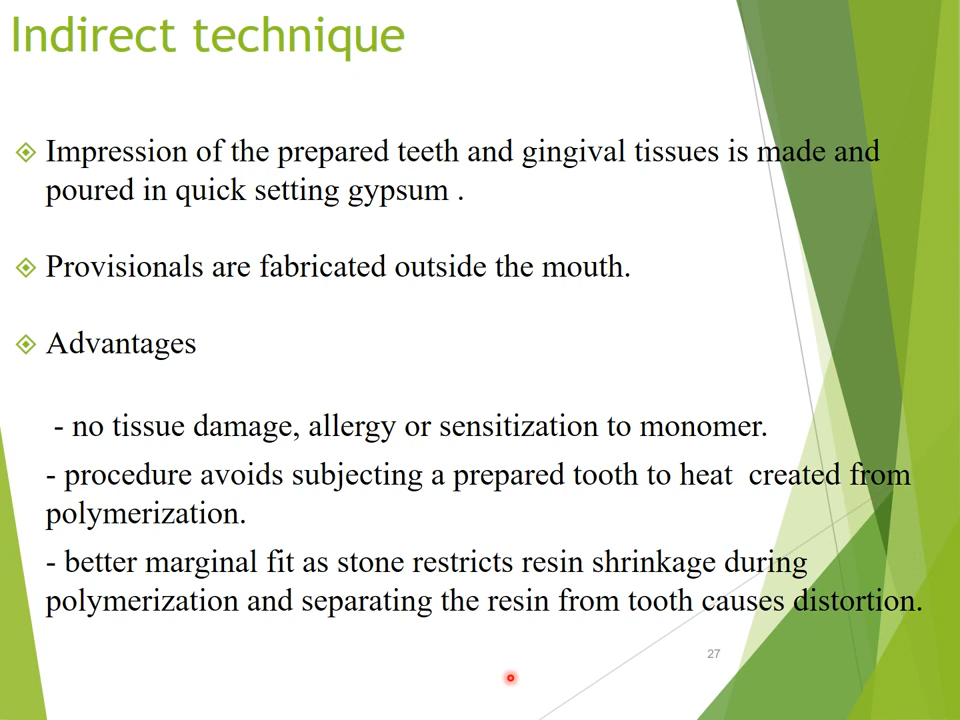 Indirect technique
Impression of the prepared teeth and gingival tissues is made and
poured in quick setting gypsum .
Provisionals are fabricated outside the mouth.
Advantages
- no tissue damage, allergy or sensitization to monomer.
- procedure avoids subjecting a prepared tooth to heat  created from
polymerization.
- better marginal fit as stone restricts resin shrinkage during
polymerization and separating the resin from tooth causes distortion.
27